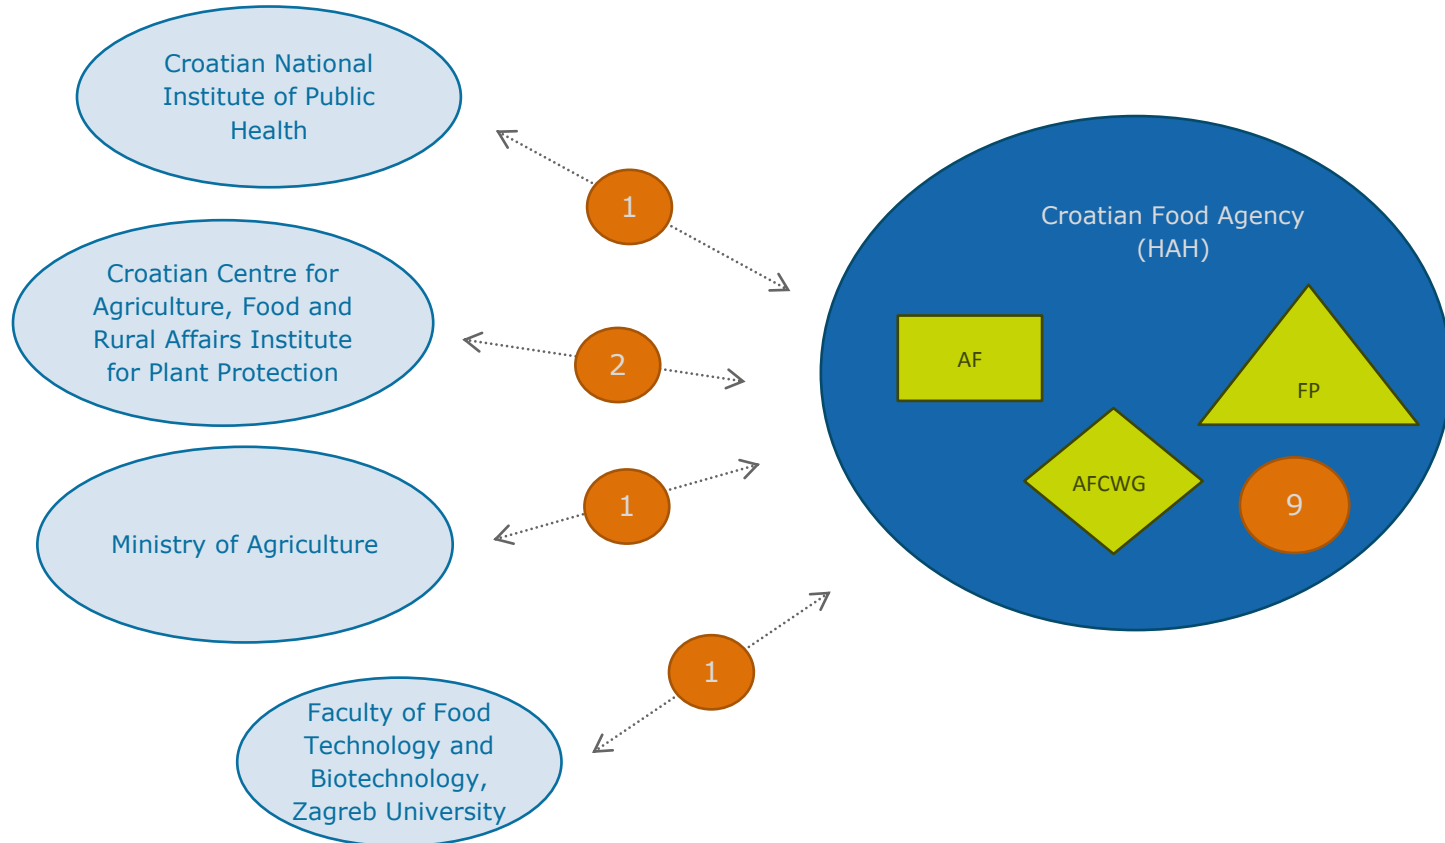 Croatian National
Institute of Public
Health
1
Croatian Food Agency
(HAH)
Croatian Centre for
Agriculture, Food and
Rural Affairs Institute
for Plant Protection
2
AF
FP
AFCWG
9
Ministry of Agriculture
1
1
Faculty of Food
Technology and
Biotechnology,
Zagreb University